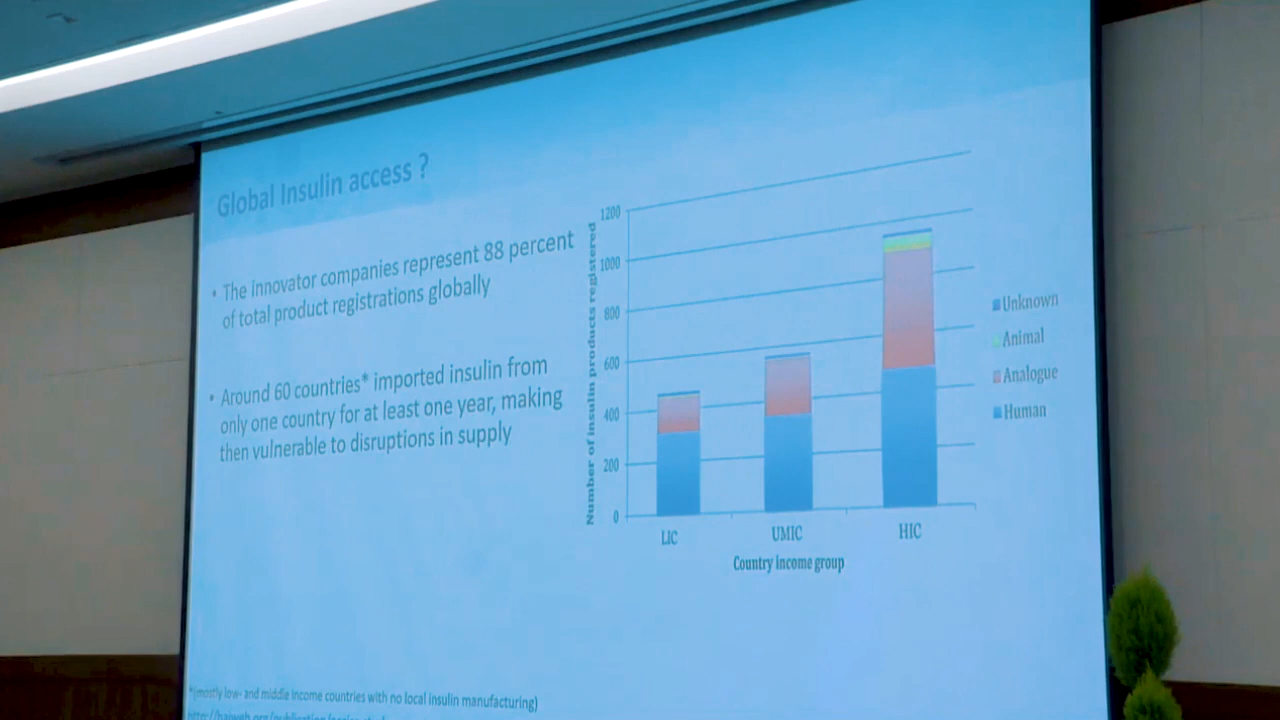 Global Insulin access ?
• The innovator companies represent 88 percent
of total product registrations globally
• Around 60 countries* imported insulin from
only one country for at least one year, making
then vulnerable to disruptions in supply
Number of insulin products registered
1200
1000
800
600
400
200
0
LIC
UMIC
HIC
Country income group
Unknown
Animal
Analogue
Human
*(mostly low- and middle income countries with no local insulin manufacturing)